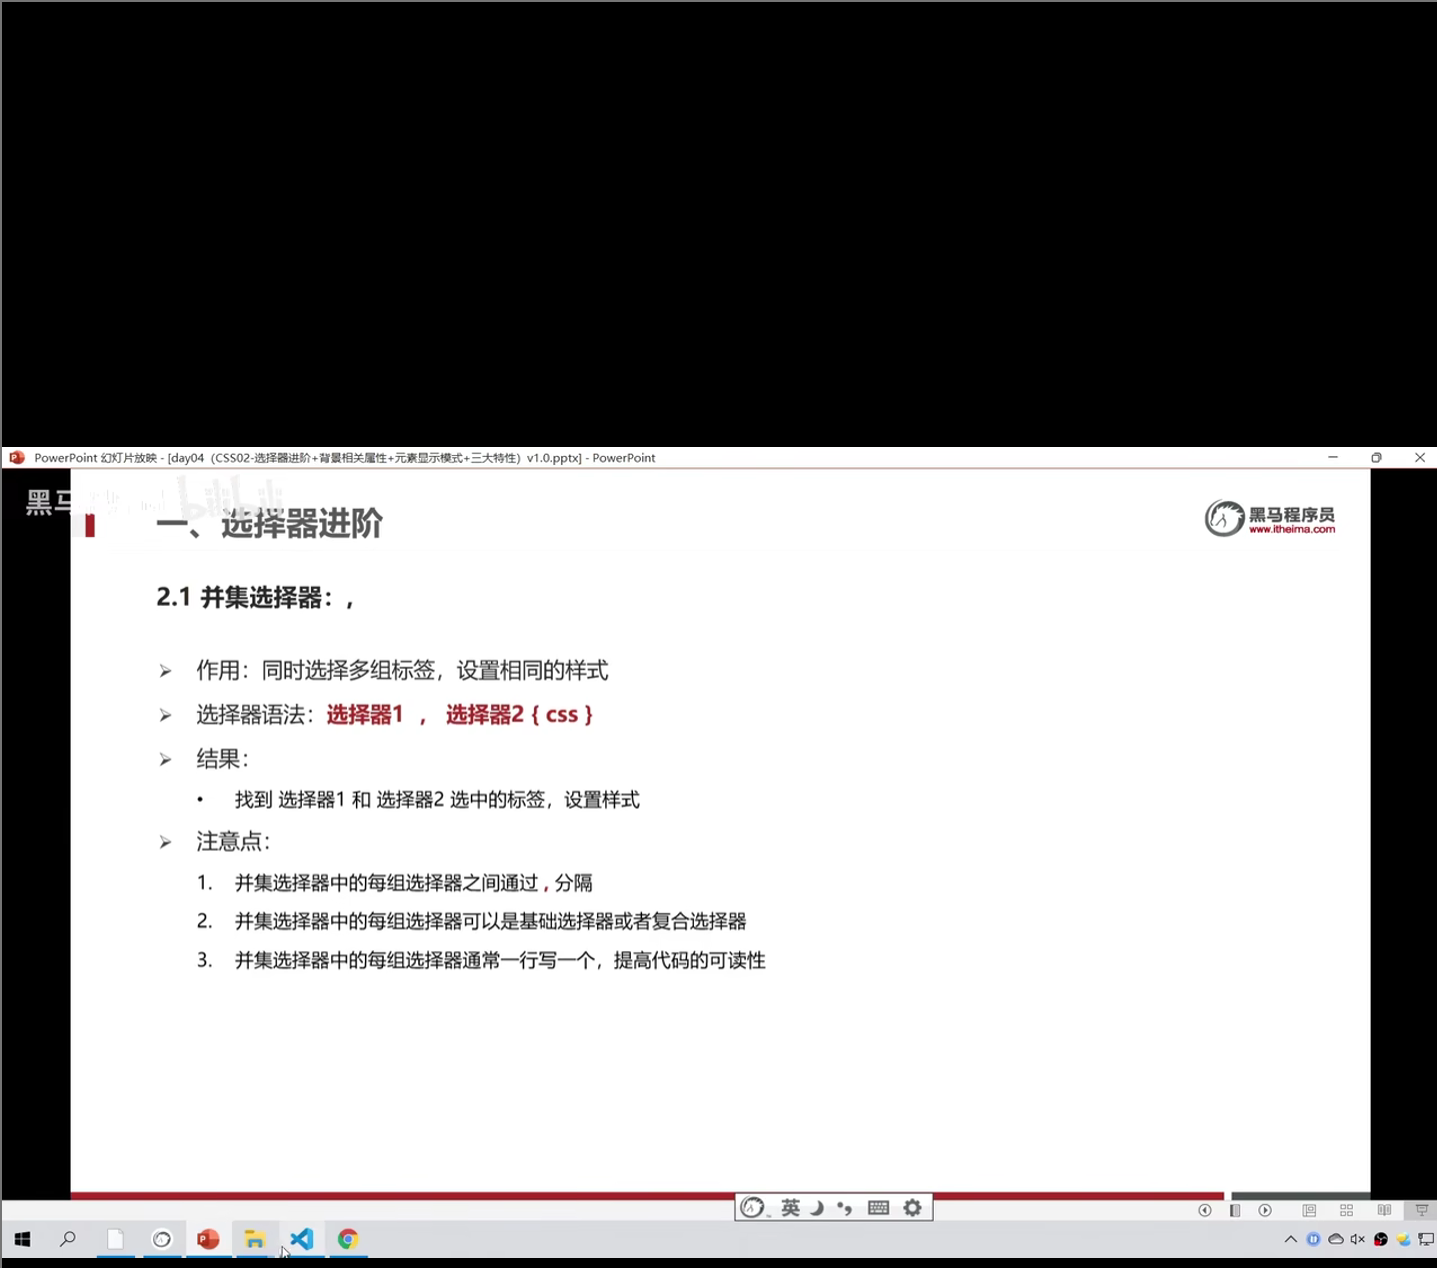 PowerPoint 幻灯片放映 - [day04（CSS02-选择器进阶+背景相关属性+元素显示模式+三大特性）v1.0.pptx] - PowerPoint
黑马
bilibili
一、选择器进阶
黑马程序员
www.itheima.com
2.1 并集选择器：,
作用：同时选择多组标签，设置相同的样式
选择器语法：选择器1 ， 选择器2 { css }
结果：
• 找到 选择器1 和 选择器2 选中的标签，设置样式
注意点：
1. 并集选择器中的每组选择器之间通过 , 分隔
2. 并集选择器中的每组选择器可以是基础选择器或者复合选择器
3. 并集选择器中的每组选择器通常一行写一个，提高代码的可读性
英